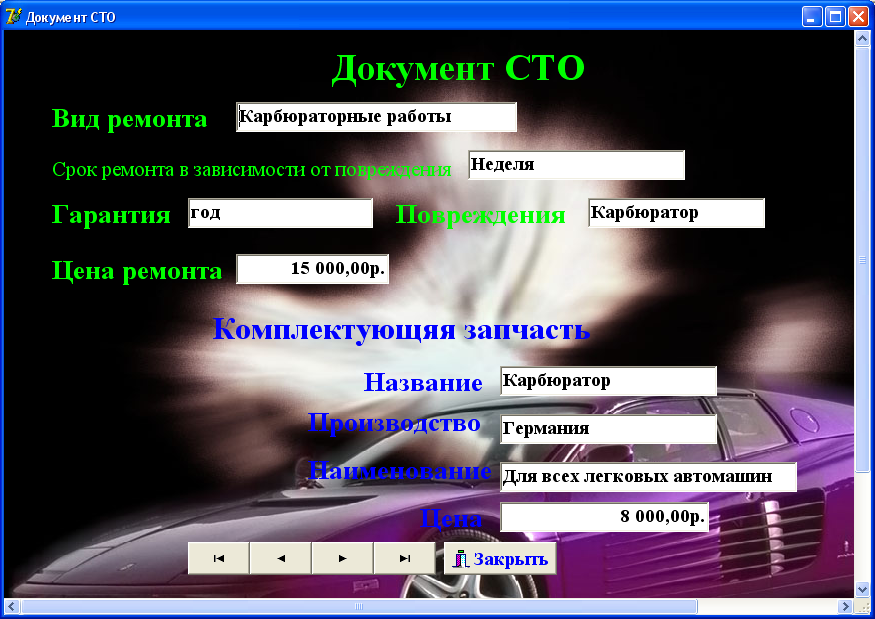 Документ СТО
Документ СТО
Вид ремонта Карбюраторные работы
Срок ремонта в зависимости от повреждения Неделя
Гарантия год Повреждения Карбюратор
Цена ремонта 15 000,00р.
Комплектующяя запчасть
Название Карбюратор
Производство Германия
Наименование Для всех легковых автомашин
Цена 8 000,00р.
Закрыть